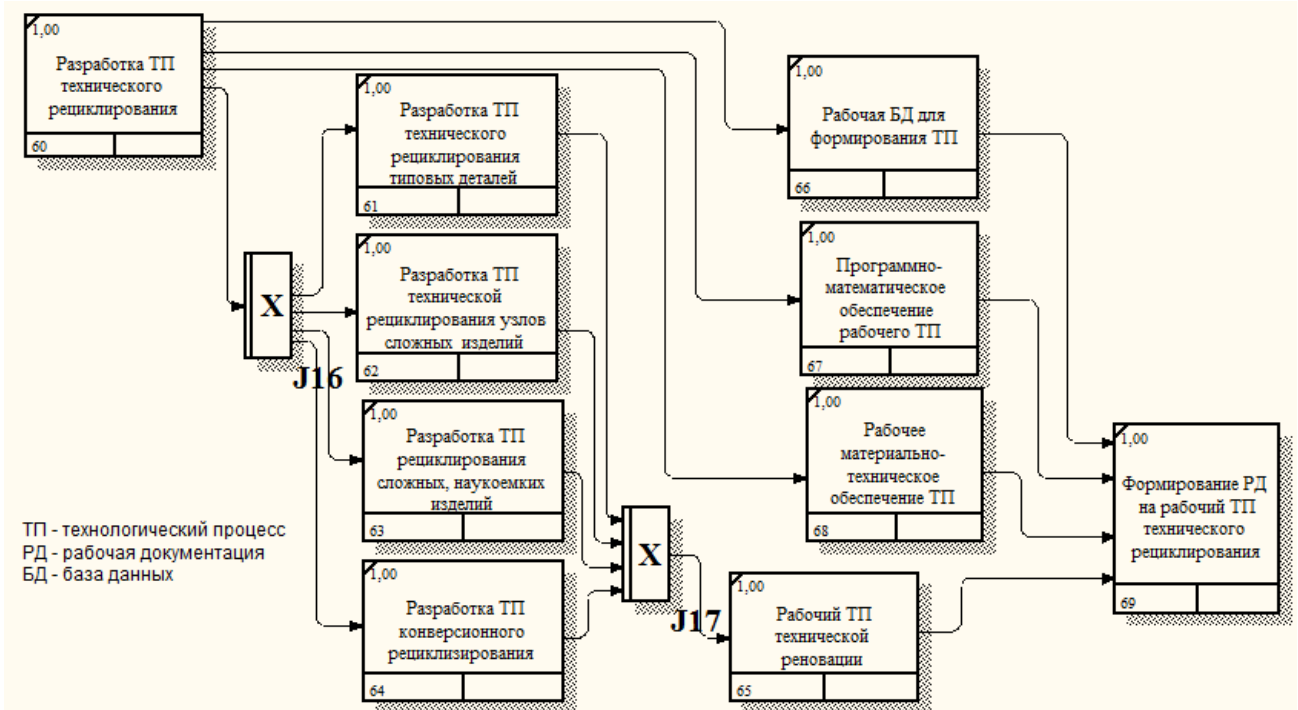 1,00
Разработка ТП
технического
рециклирования
60
1,00
Разработка ТП
технического
рециклирования
типовых деталей
61
1,00
Разработка ТП
технической
рециклирования узлов
сложных изделий
62
1,00
Разработка ТП
рециклирования
сложных, наукоемких
изделий
63
1,00
Разработка ТП
конверсионного
рециклизирования
64
X
J16
X
J17
1,00
Рабочий ТП
технической
реновации
65
1,00
Рабочая БД для
формирования ТП
66
1,00
Программно-
математическое
обеспечение
рабочего ТП
67
1,00
Рабочее
материально-
техническое
обеспечение ТП
68
1,00
Формирование РД
на рабочий ТП
технического
рециклирования
69
ТП - технологический процесс
РД - рабочая документация
БД - база данных